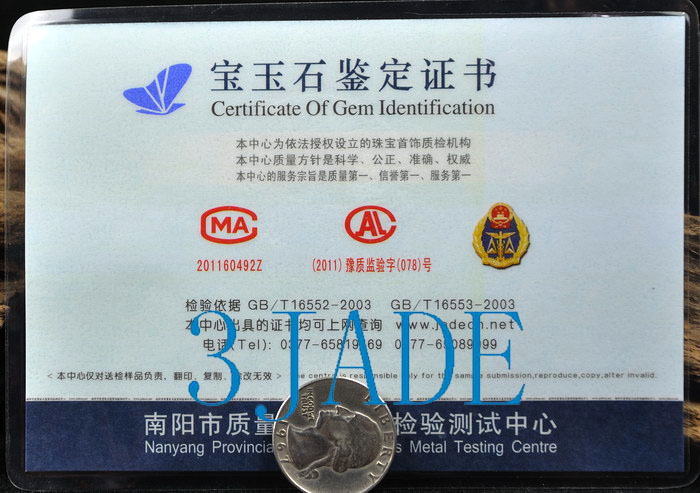 宝玉石鉴定证书
Certificate Of Gem Identification
本中心为依法授权设立的珠宝首饰质检机构
本中心质量方针是科学、公正、准确、权威
本中心的服务宗旨是质量第一、信誉第一、服务第一
MA
AL
201160492Z
(2011)豫质监验字(078)号
检验依据 GB/T16552-2003 GB/T16553-2003
本中心出具的证书均可上网查询
电话(Tel): 0377-65819
3 JADE
< 本中心仅对送检样品负责，翻印、复制、涂改无效 > The centre is responsible only for the sample submission,reproduce,copy,alter invalid.
南阳市质量 检验测试中心
Nanyang Provincia s Metal Testing Centre
LIBERTY
1967